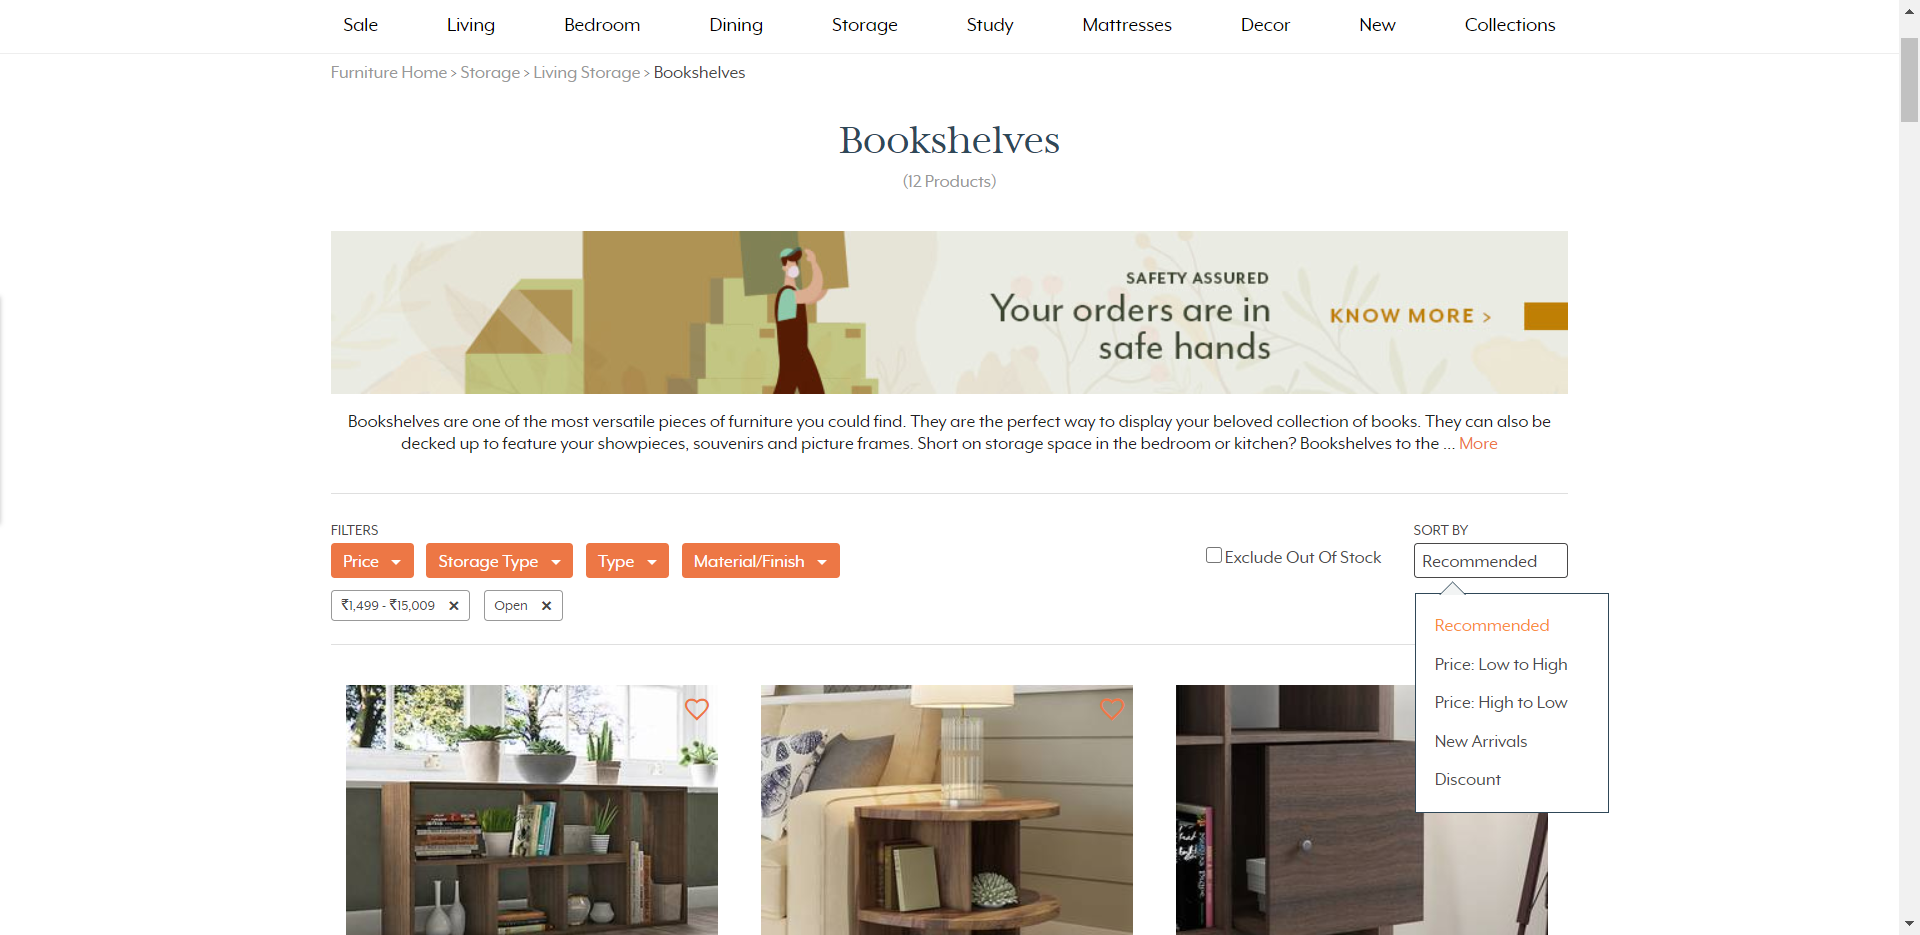 Sale Living Bedroom Dining Storage Study Mattresses Decor New Collections
Furniture Home > Storage > Living Storage > Bookshelves
Bookshelves
(12 Products)
SAFETY ASSURED
Your orders are in
safe hands
KNOW MORE >
Bookshelves are one of the most versatile pieces of furniture you could find. They are the perfect way to display your beloved collection of books. They can also be
decked up to feature your showpieces, souvenirs and picture frames. Short on storage space in the bedroom or kitchen? Bookshelves to the ... More
FILTERS
Price Storage Type Type Material/Finish
₹1,499 - ₹15,009 ✕ Open ✕
Exclude Out Of Stock
SORT BY
Recommended
Recommended
Price: Low to High
Price: High to Low
New Arrivals
Discount